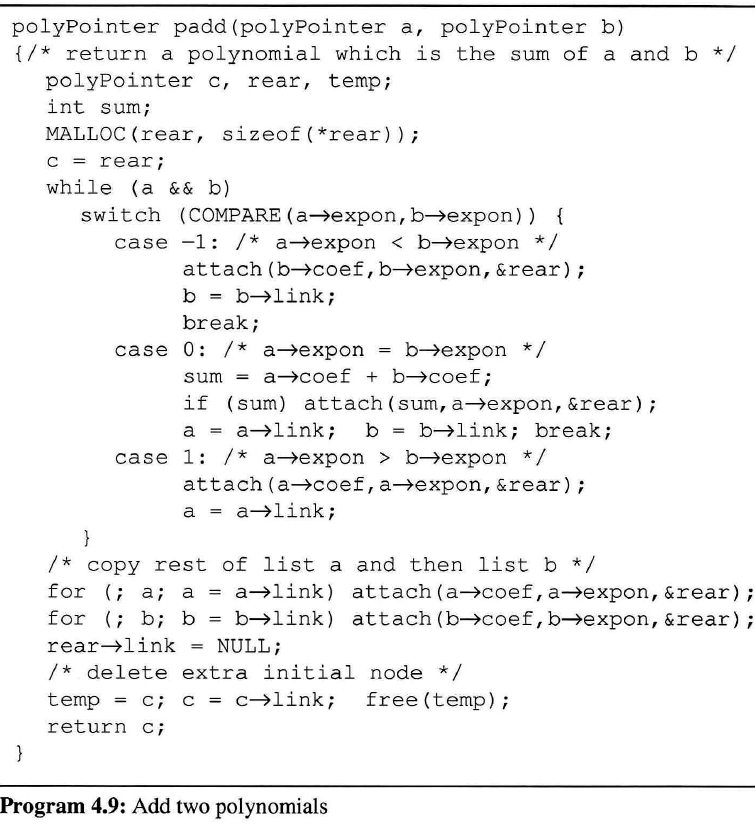 polyPointer padd(polyPointer a, polyPointer b)
{/* return a polynomial which is the sum of a and b */
   polyPointer c, rear, temp;
   int sum;
   MALLOC(rear, sizeof(*rear));
   c = rear;
   while (a && b)
      switch (COMPARE(a→expon,b→expon)) {
         case −1: /* a→expon < b→expon */
               attach(b→coef,b→expon,&rear);
               b = b→link;
               break;
         case 0: /* a→expon = b→expon */
               sum = a→coef + b→coef;
               if (sum) attach(sum,a→expon,&rear);
               a = a→link;  b = b→link; break;
         case 1: /* a→expon > b→expon */
               attach(a→coef,a→expon,&rear);
               a = a→link;
      }
   /* copy rest of list a and then list b */
   for (; a; a = a→link) attach(a→coef,a→expon,&rear);
   for (; b; b = b→link) attach(b→coef,b→expon,&rear);
   rear→link = NULL;
   /* delete extra initial node */
   temp = c; c = c→link;  free(temp);
   return c;
}
Program 4.9: Add two polynomials